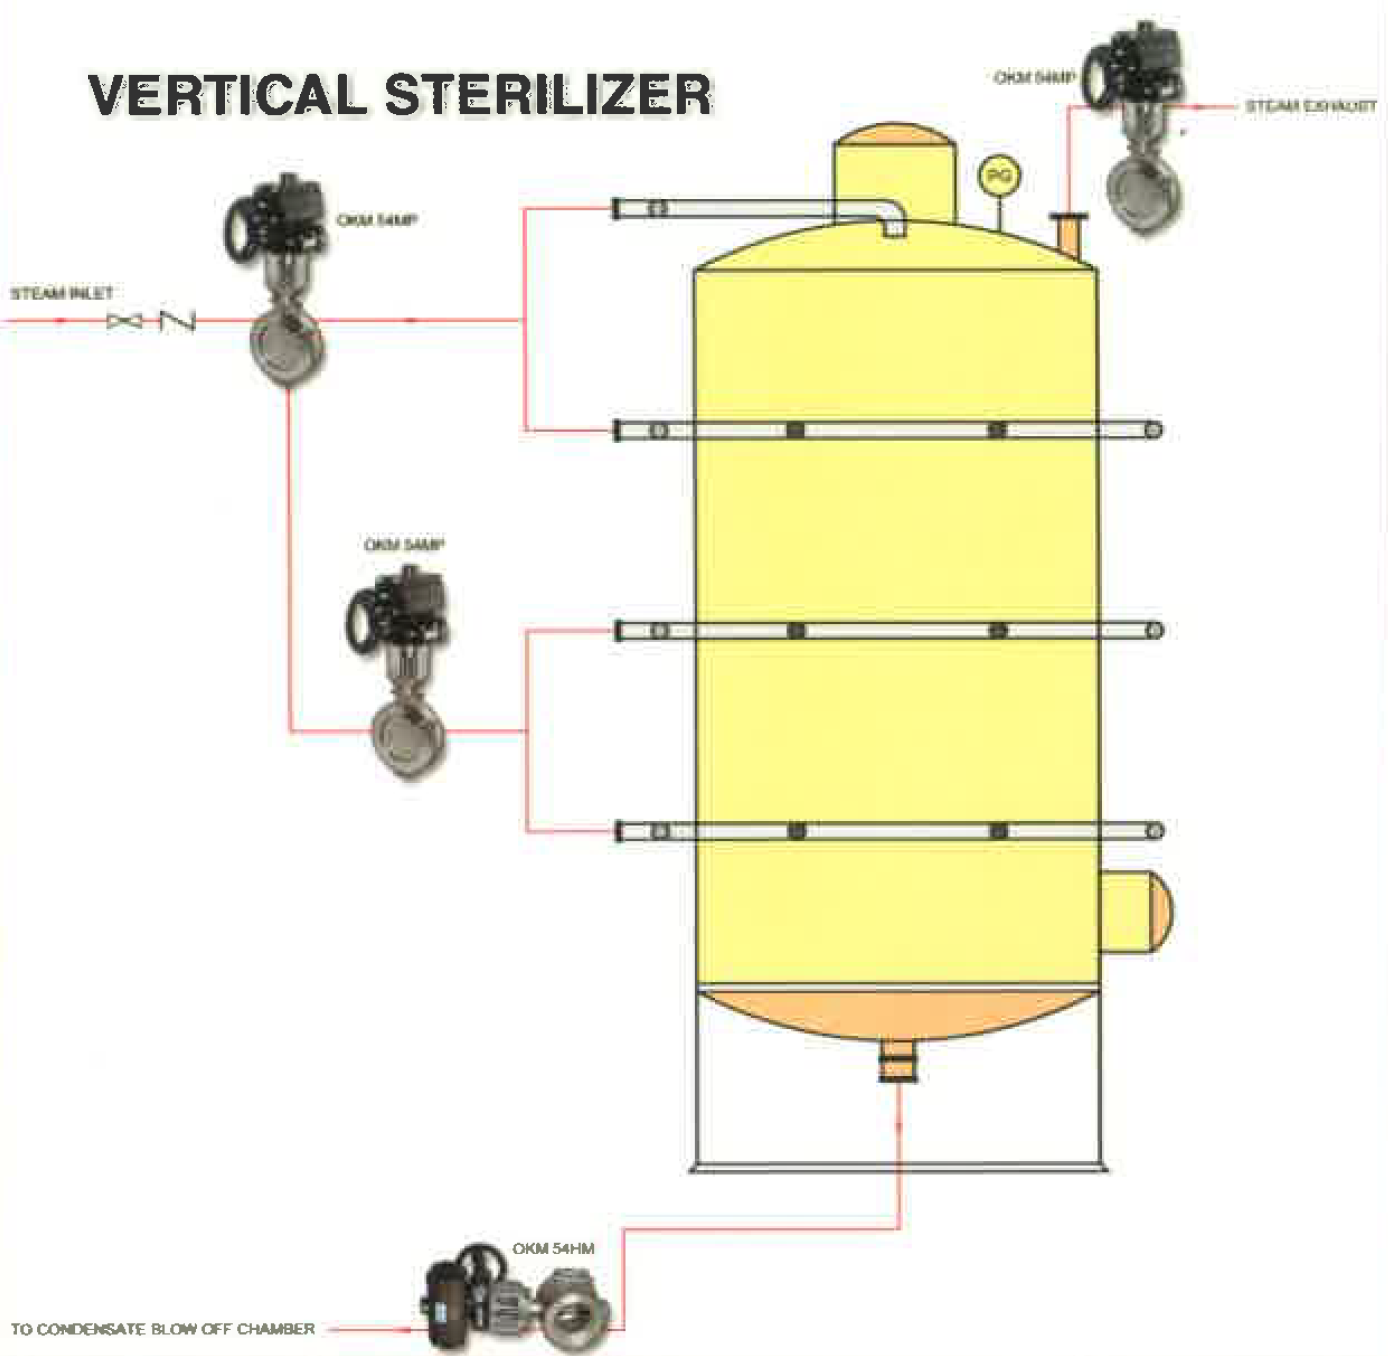 VERTICAL STERILIZER
OKM 54MP
STEAM EXHAUST
PG
OKM 54MP
STEAM INLET
OKM 54MP
OKM 54HM
TO CONDENSATE BLOW OFF CHAMBER